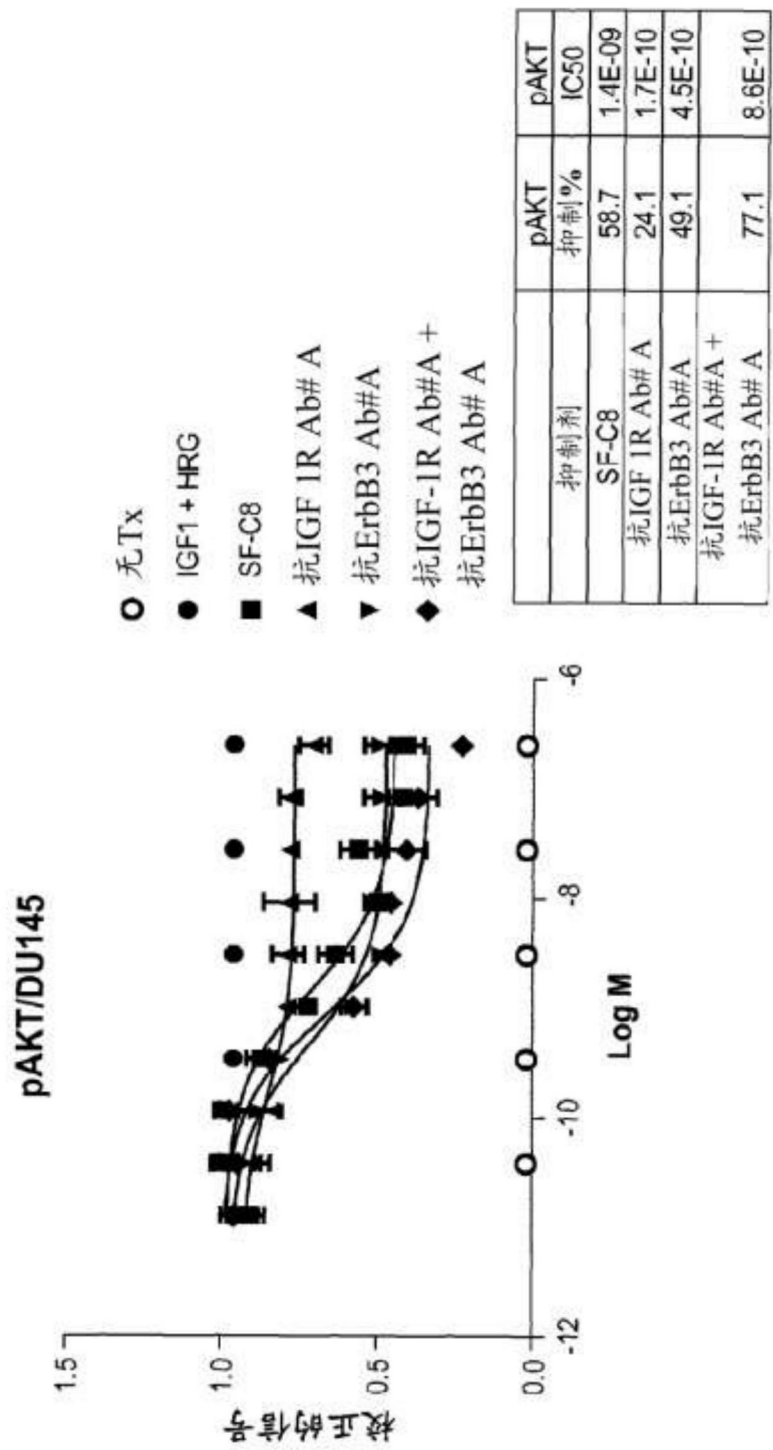 pAKT/DU145
校正的信号
1.5
1.0
0.5
0.0
-12
-10
-8
-6
Log M
无Tx
IGF1 + HRG
SF-C8
抗IGF 1R Ab# A
抗ErbB3 Ab#A
抗IGF-1R Ab#A +
抗ErbB3 Ab# A
pAKT pAKT
抑制剂 抑制% IC50
SF-C8 58.7 1.4E-09
抗IGF 1R Ab# A 24.1 1.7E-10
抗ErbB3 Ab#A 49.1 4.5E-10
抗IGF-1R Ab#A +
抗ErbB3 Ab# A 77.1 8.6E-10